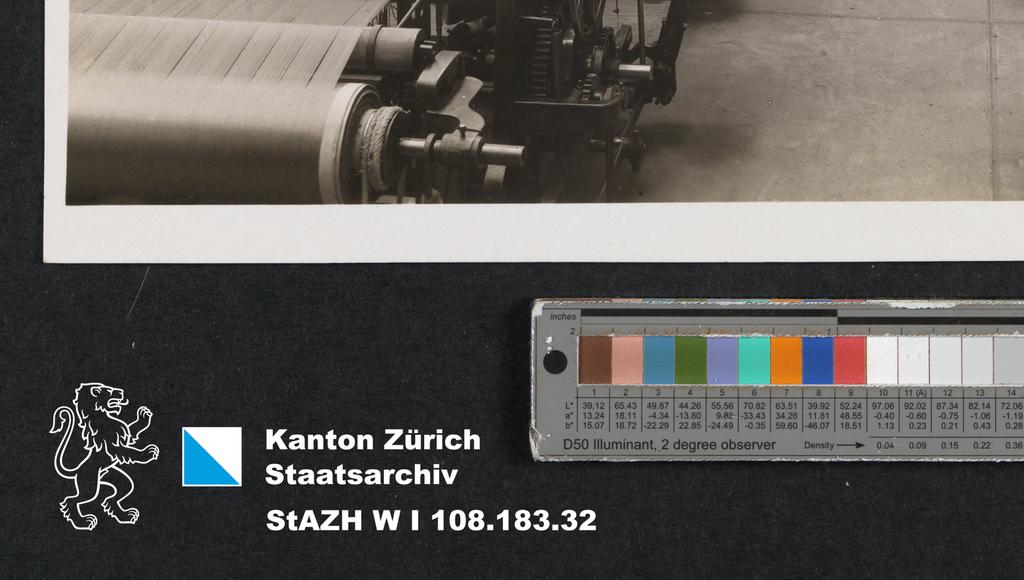 inches
2 1
1 2 3 4 5 6 7 8 9 10 11 (A) 12 13 14
L* 39.12 65.43 49.87 44.26 55.56 70.82 63.51 39.92 52.24 97.06 92.02 87.34 82.14 72.06
a* 13.24 18.11 -4.34 -13.80 9.82 -33.43 34.26 11.81 48.55 -0.40 -0.60 -0.75 -1.06 -1.19
b* 15.07 18.72 -22.29 22.85 -24.49 -0.35 59.60 -46.07 18.51 1.13 0.23 0.21 0.43 0.28
D50 Illuminant, 2 degree observer Density 0.04 0.09 0.15 0.22 0.36
Kanton Zürich
Staatsarchiv
StAZH W I 108.183.32